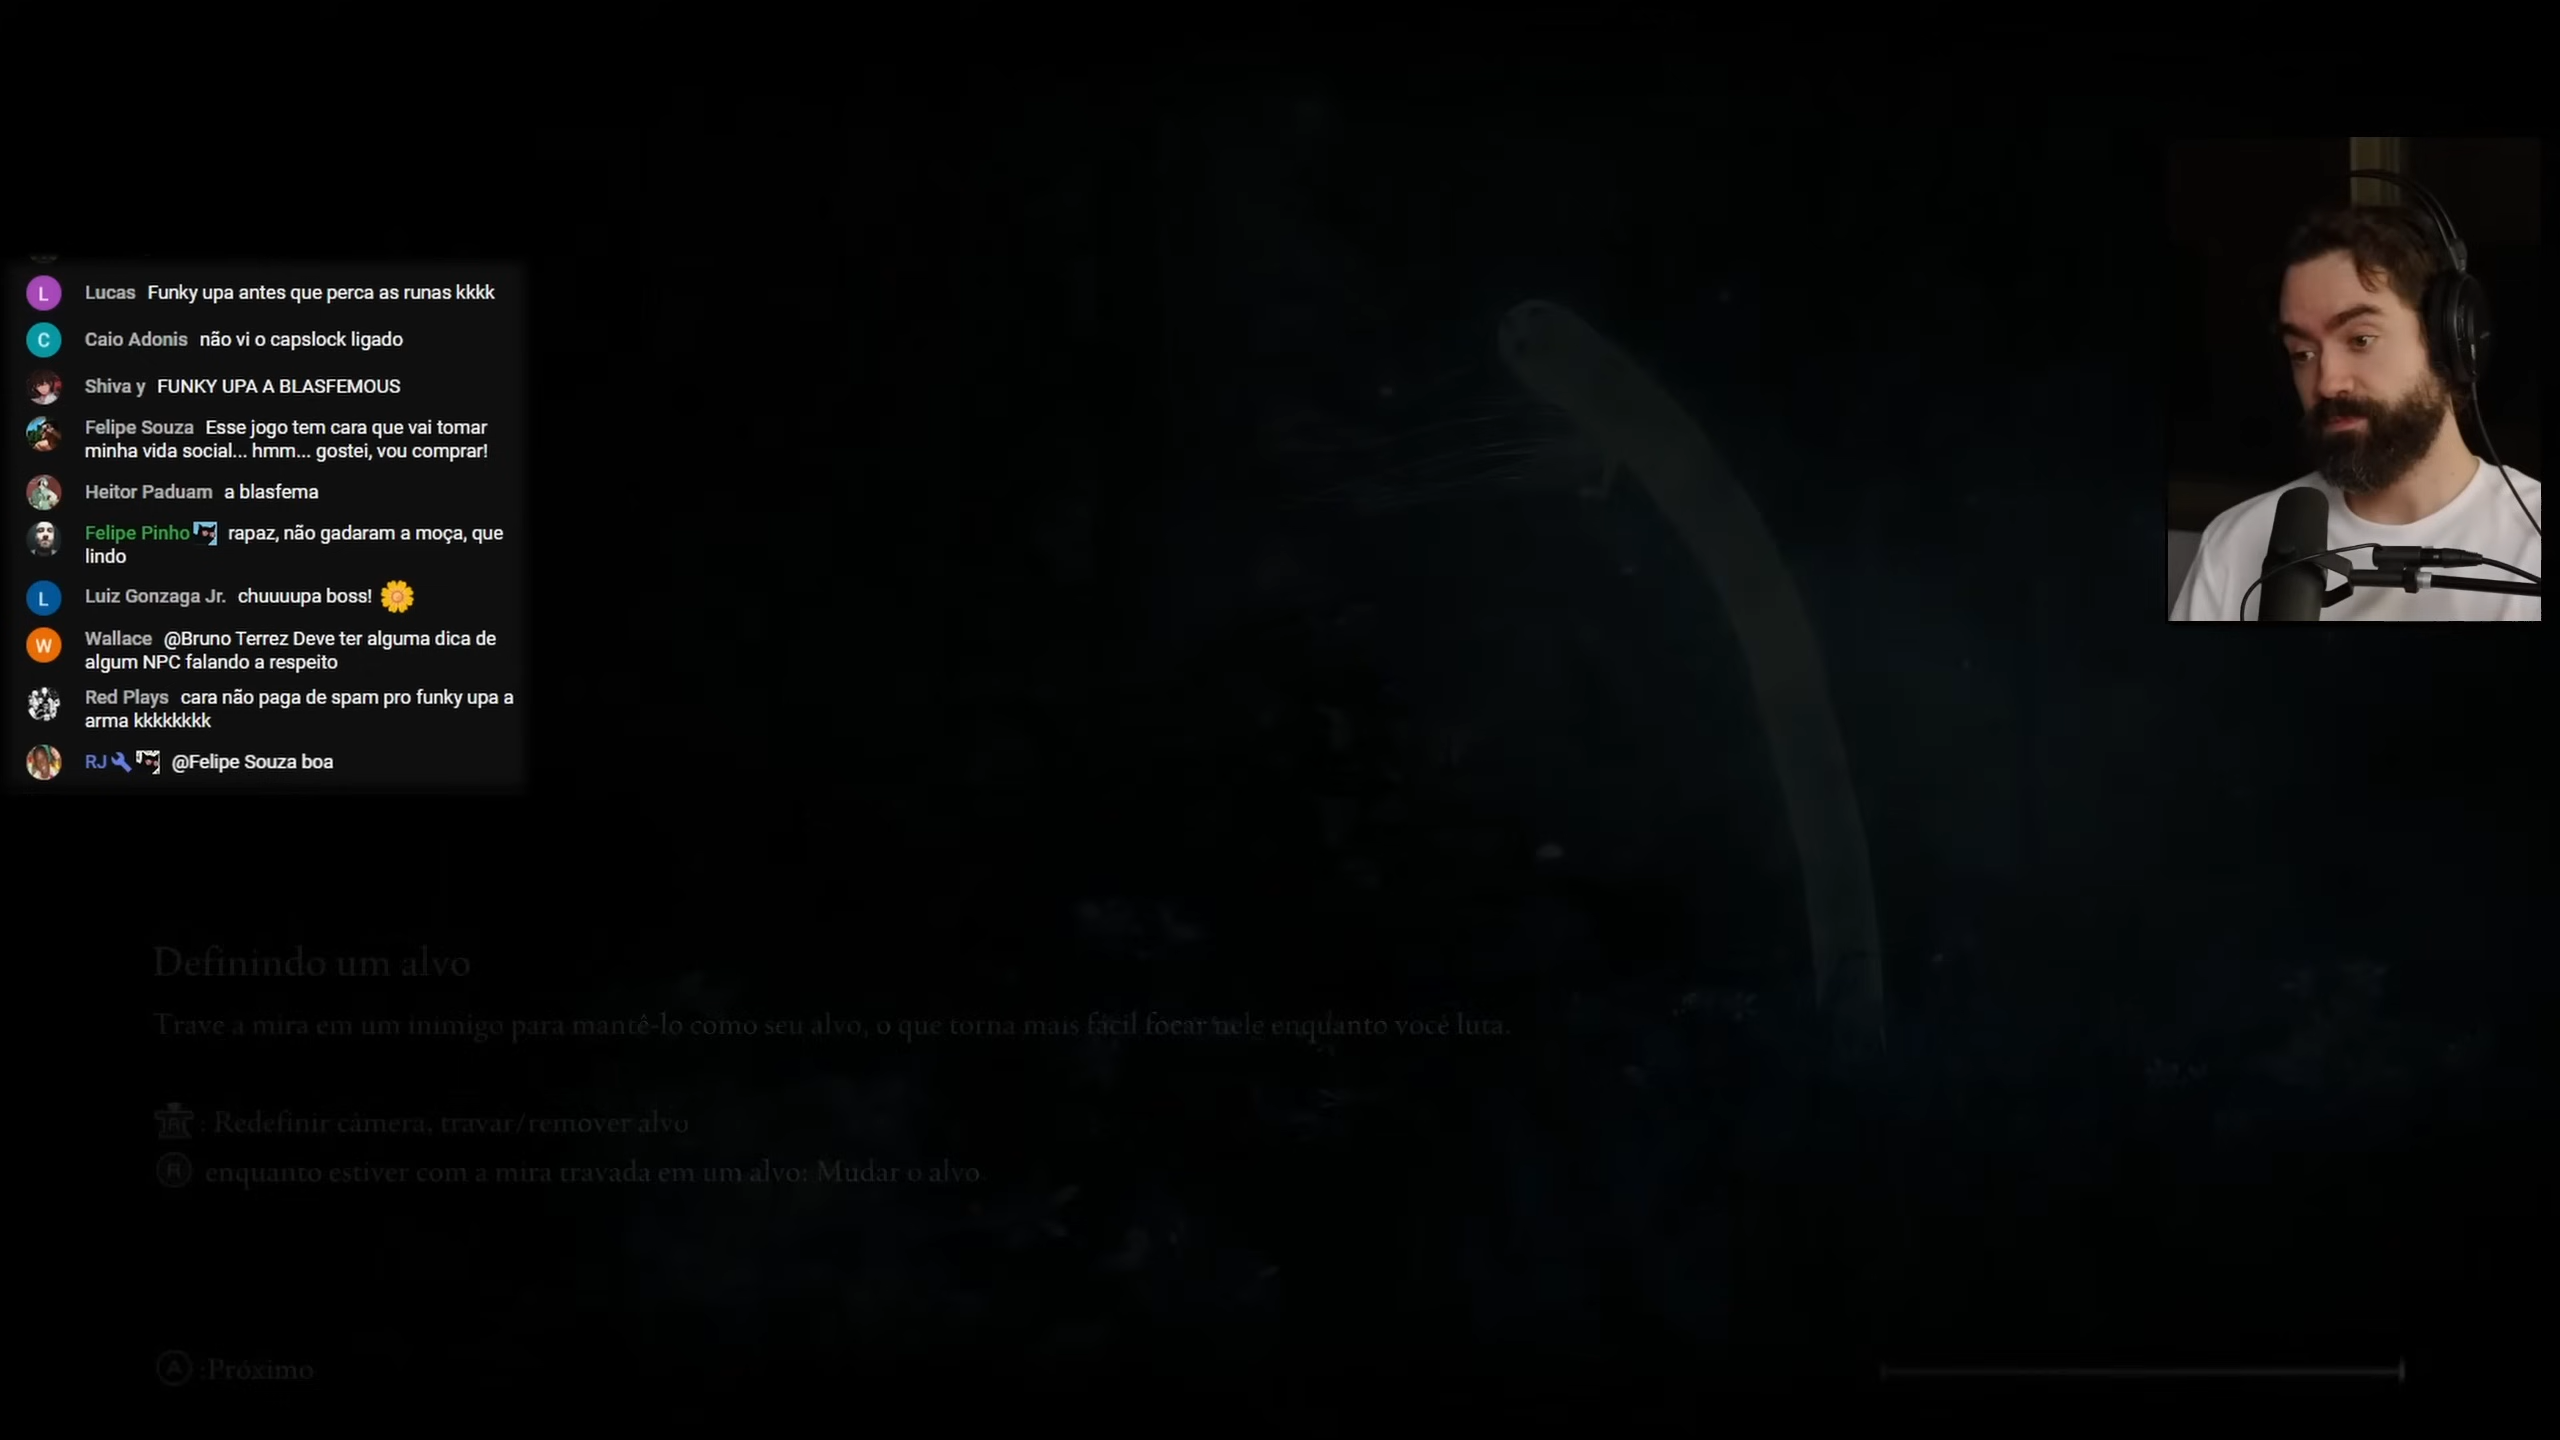 L Lucas Funky upa antes que perca as runas kkkk
C Caio Adonis não vi o capslock ligado
Shiva y FUNKY UPA A BLASFEMOUS
Felipe Souza Esse jogo tem cara que vai tomar
minha vida social... hmm... gostei, vou comprar!
Heitor Paduam a blasfema
Felipe Pinho rapaz, não gadaram a moça, que
lindo
L Luiz Gonzaga Jr. chuuuupa boss!
W Wallace @Bruno Terrez Deve ter alguma dica de
algum NPC falando a respeito
Red Plays cara não paga de spam pro funky upa a
arma kkkkkkkk
RJ @Felipe Souza boa
Definindo um alvo
Trave a mira em um inimigo para mantê-lo como seu alvo, o que torna mais fácil focar nele enquanto você luta.
R : Redefinir câmera, travar/remover alvo
R enquanto estiver com a mira travada em um alvo: Mudar o alvo
A :Próximo